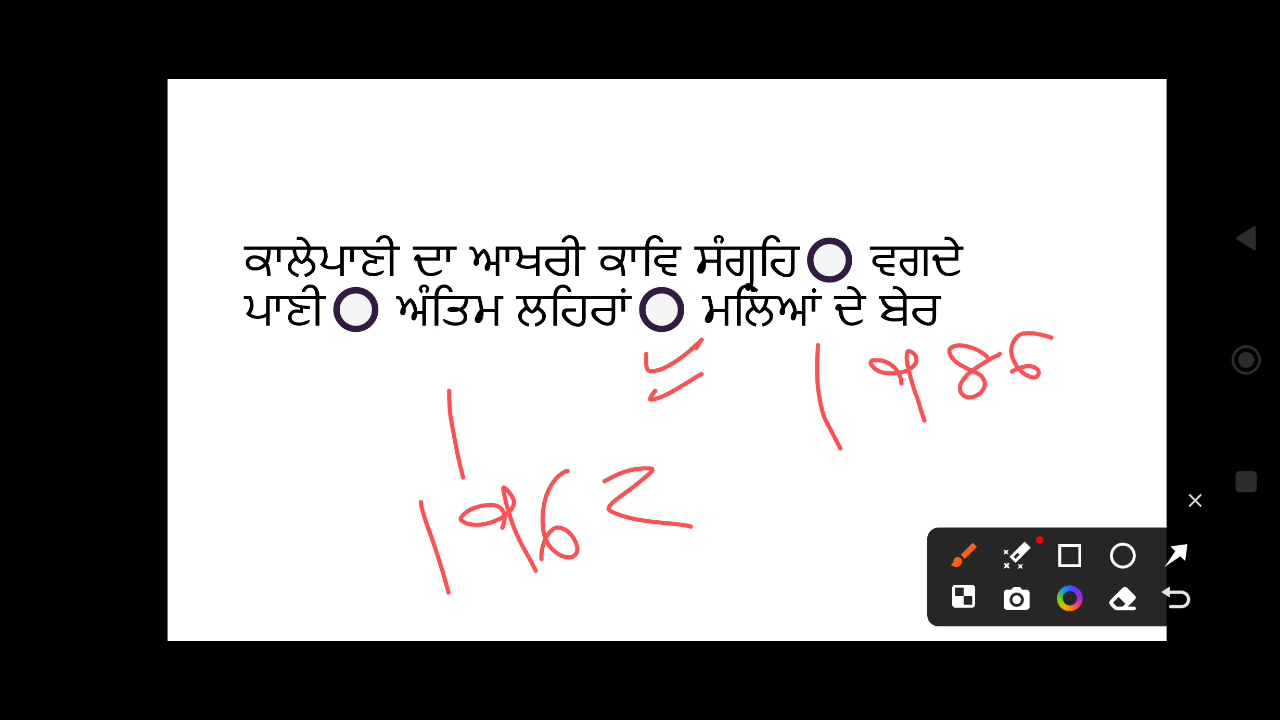 ਕਾਲੇਪਾਣੀ ਦਾ ਆਖਰੀ ਕਾਵਿ ਸੰਗ੍ਰਹਿ⚪ ਵਗਦੇ
ਪਾਣੀ⚪ ਅੰਤਿਮ ਲਹਿਰਾਂ⚪ ਮਲਿਆਂ ਦੇ ਬੇਰ
1986
1962